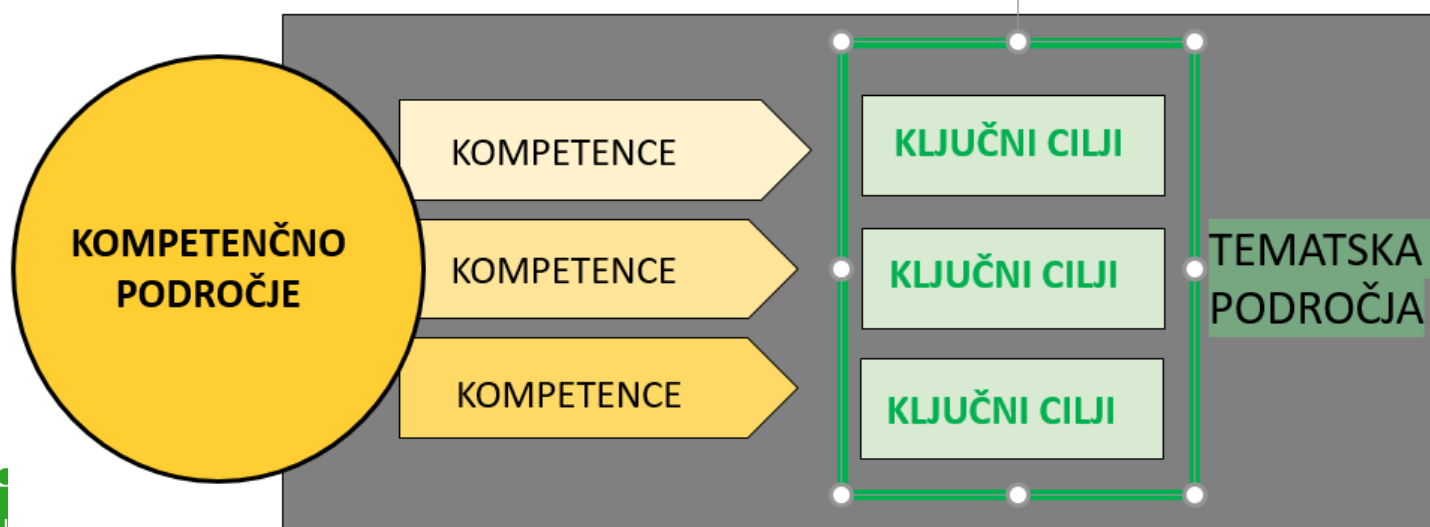 KOMPETENČNO
PODROČJE
KOMPETENCE
KOMPETENCE
KOMPETENCE
KLJUČNI CILJI
KLJUČNI CILJI
KLJUČNI CILJI
TEMATSKA
PODROČJA